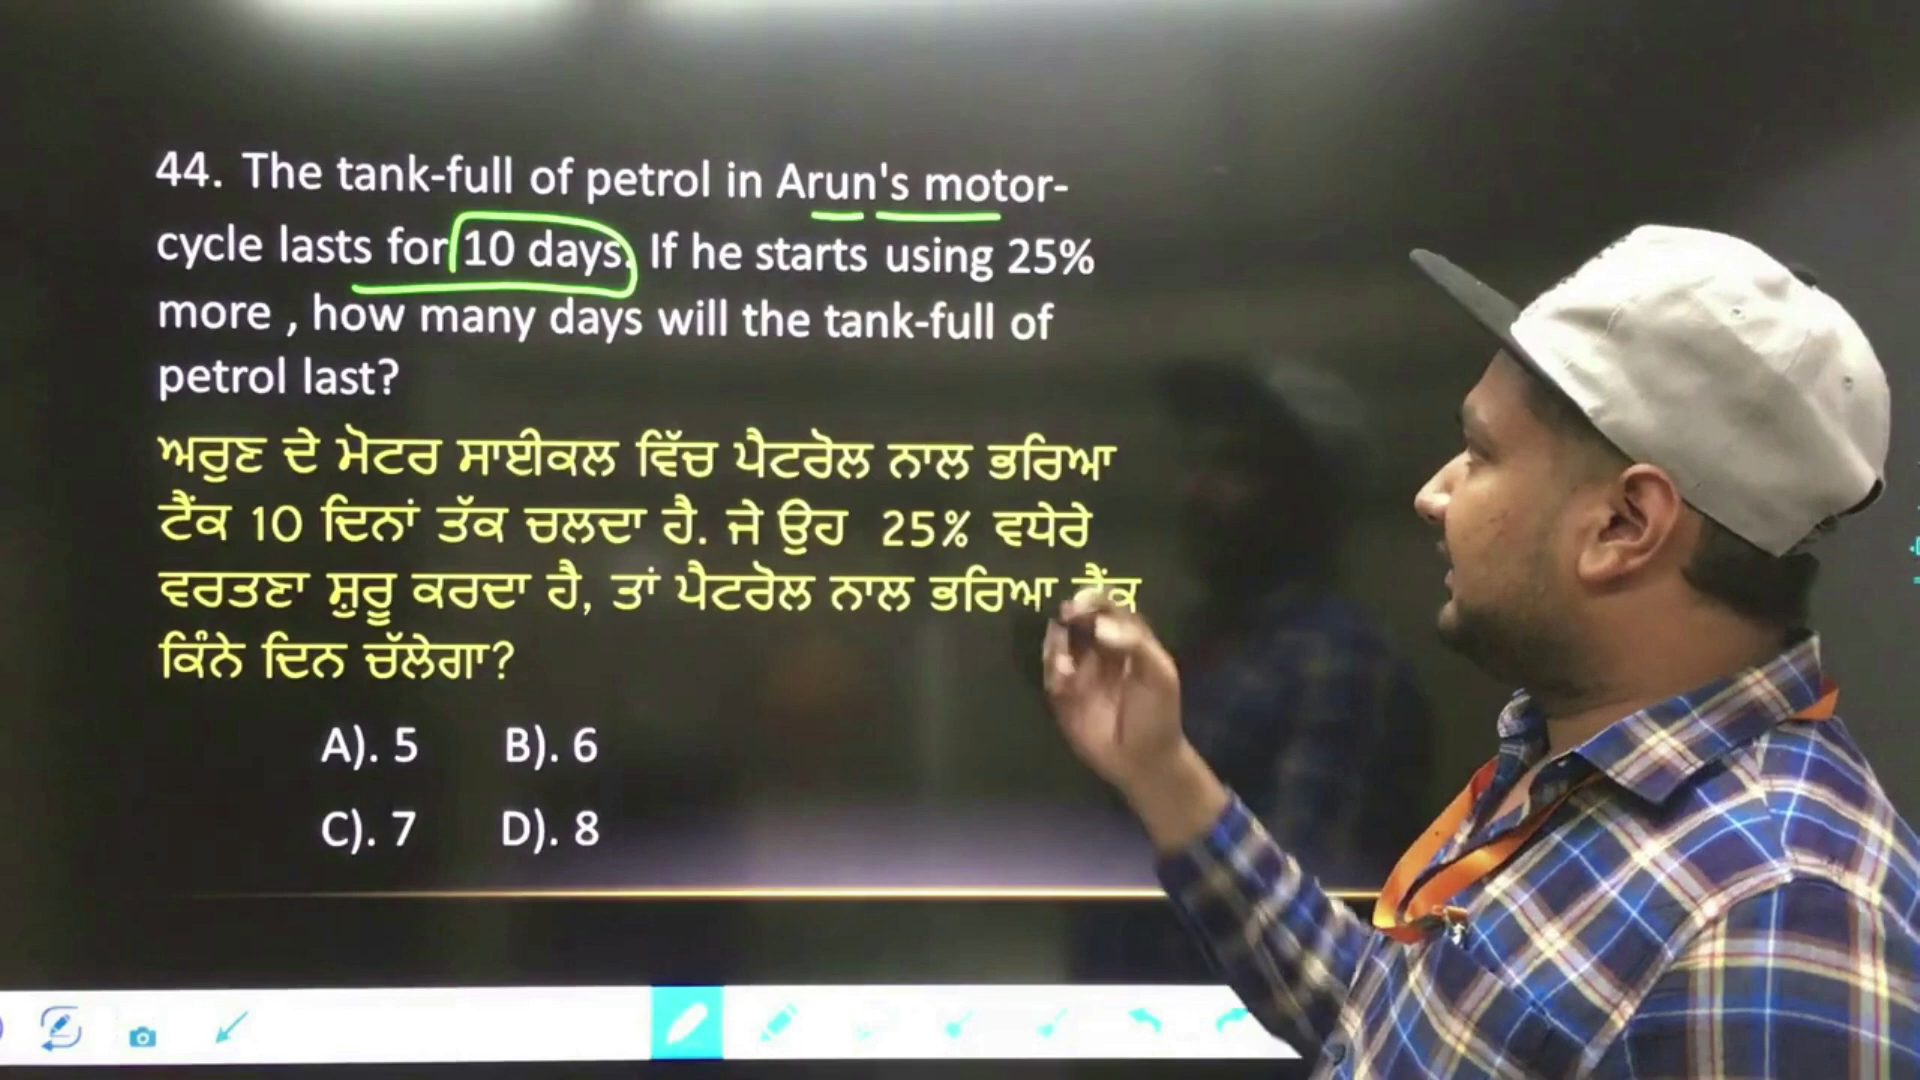 44. The tank-full of petrol in Arun's motor-
cycle lasts for 10 days. If he starts using 25%
more , how many days will the tank-full of
petrol last?
ਅਰੁਣ ਦੇ ਮੋਟਰ ਸਾਈਕਲ ਵਿੱਚ ਪੈਟਰੋਲ ਨਾਲ ਭਰਿਆ
ਟੈਂਕ 10 ਦਿਨਾਂ ਤੱਕ ਚਲਦਾ ਹੈ. ਜੇ ਉਹ 25% ਵਧੇਰੇ
ਵਰਤਣਾ ਸ਼ੁਰੂ ਕਰਦਾ ਹੈ, ਤਾਂ ਪੈਟਰੋਲ ਨਾਲ ਭਰਿਆ ਟੈਂਕ
ਕਿੰਨੇ ਦਿਨ ਚੱਲੇਗਾ?
A). 5 B). 6
C). 7 D). 8